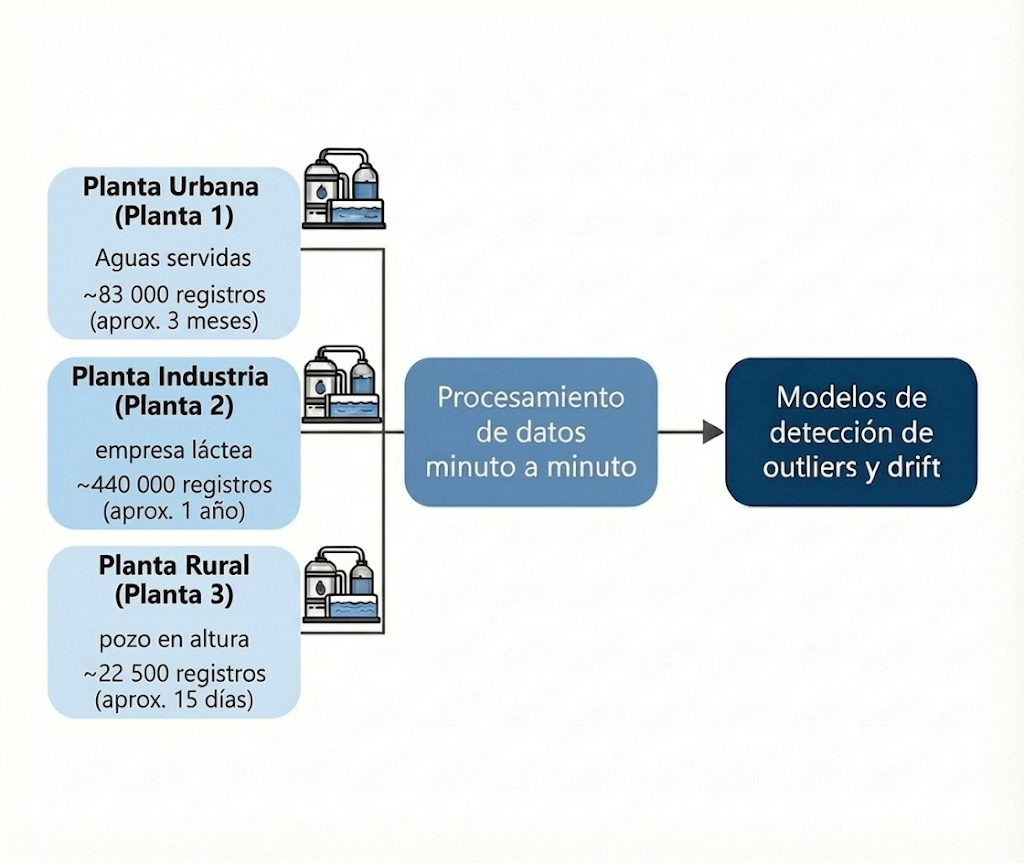 Planta Urbana
(Planta 1)
Aguas servidas
~83 000 registros
(aprox. 3 meses)
Planta Industria
(Planta 2)
empresa láctea
~440 000 registros
(aprox. 1 año)
Planta Rural
(Planta 3)
pozo en altura
~22 500 registros
(aprox. 15 días)
Procesamiento
de datos
minuto a minuto
Modelos de
detección de
outliers y drift